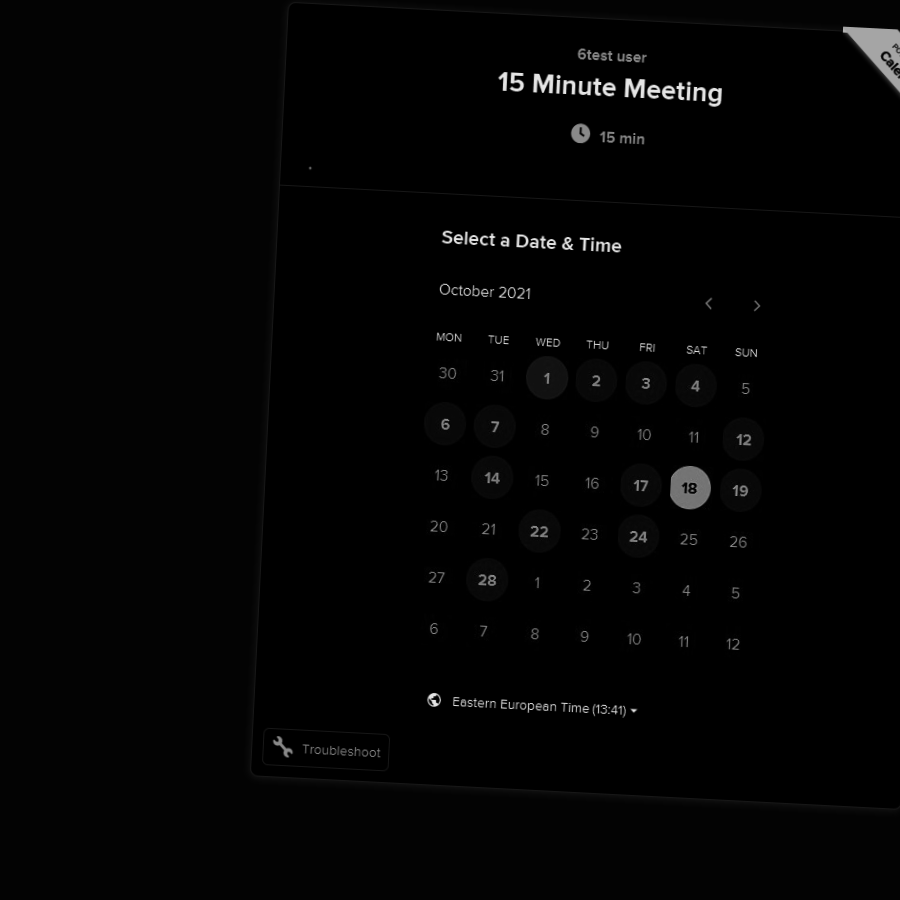 6test user
15 Minute Meeting
15 min
Select a Date & Time
October 2021
MON TUE WED THU FRI SAT SUN
30 31 1 2 3 4 5
6 7 8 9 10 11 12
13 14 15 16 17 18 19
20 21 22 23 24 25 26
27 28 1 2 3 4 5
6 7 8 9 10 11 12
Eastern European Time (13:41)
Troubleshoot